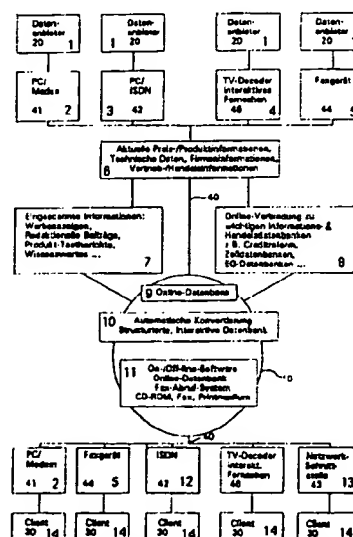 Daten-
anbieter
20 1
Daten-
anbieter
1 20
Daten-
anbieter
20 1
Daten-
anbieter
20 1
PC/
Modem
41 2
PC/
ISDN
3 42
TV-Decoder
interaktives
Fernsehen
46 4
Faxgerät
44 5
Aktuelle Preis-/Produktinformationen,
Technische Daten, Firmeninformationen,
Vertrieb-/Handelsinformationen
6
40
Eingescannte Informationen:
Werbeanzeigen,
Redaktionelle Beiträge,
Produkt-Testberichte,
Wissenswertes ...
7
Online-Verbindung zu
wichtigen Informations- &
Handelsdatenbanken
z.B. Creditreform,
Zolldatenbanken,
EG-Datenbanken ...
8
9 Online-Datenbank
10 Automatische Konvertierung
Strukturierte, Interaktive Datenbank
11 On-/Off-line-Software
Online-Datenbank
Fax-Abruf-System
CD-ROM, Fax, Printmedium
10
40
PC/
Modem
41 2
Faxgerät
44 5
ISDN
42 12
TV-Decoder
interakt.
Fernsehen
46
Netzwerk-
Schnitt-
stelle
43 13
Client
30 14
Client
30 14
Client
30 14
Client
30 14
Client
30 14